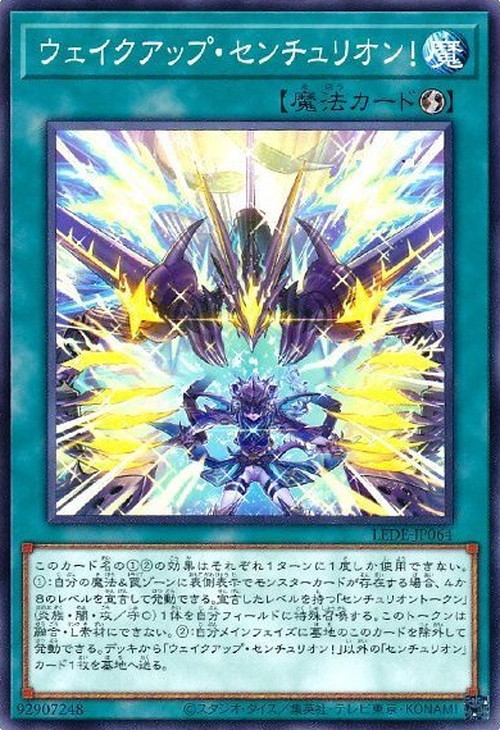 ウェイクアップ・センチュリオン！
魔
【魔法カード】
LEDE-JP064
このカード名の①②の効果はそれぞれ１ターンに１度しか使用できない。
①：自分の魔法＆罠ゾーンに表側表示でモンスターカードが存在する場合、４か
８のレベルを宣言して発動できる。宣言したレベルを持つ「センチュリオントークン」
（炎族・闇・攻／守０）１体を自分フィールドに特殊召喚する。このトークンは
融合・L素材にできない。②：自分メインフェイズに墓地のこのカードを除外して
発動できる。デッキから「ウェイクアップ・センチュリオン！」以外の「センチュリオン」
カード１枚を墓地へ送る。
92907248
©スタジオ・ダイス／集英社・テレビ東京・KONAMI